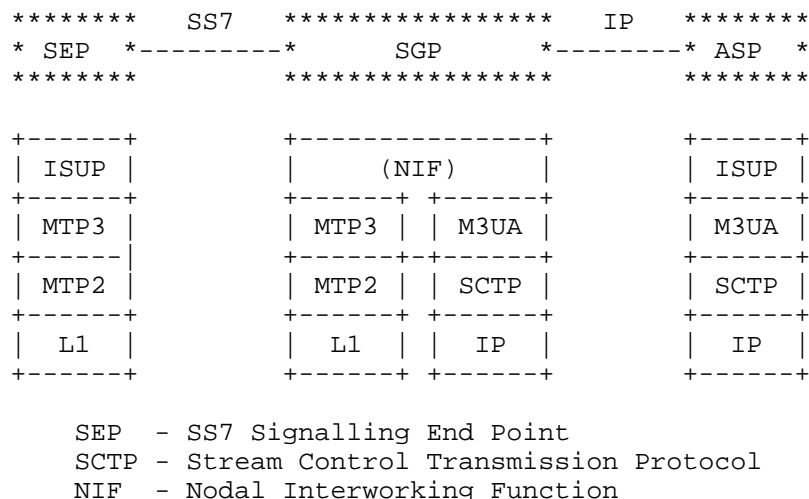 ********   SS7   *****************   IP   ********
* SEP  *---------*      SGP      *--------* ASP  *
********         *****************        ********
+------+         +---------------+        +------+
| ISUP |         |     (NIF)     |        | ISUP |
+------+         +------+ +------+        +------+
| MTP3 |         | MTP3 | | M3UA |        | M3UA |
+------|         +------+-+------+        +------+
| MTP2 |         | MTP2 | | SCTP |        | SCTP |
+------+         +------+ +------+        +------+
|  L1  |         |  L1  | |  IP  |        |  IP  |
+------+         +------+ +------+        +------+
SEP  - SS7 Signalling End Point
SCTP - Stream Control Transmission Protocol
NIF  - Nodal Interworking Function